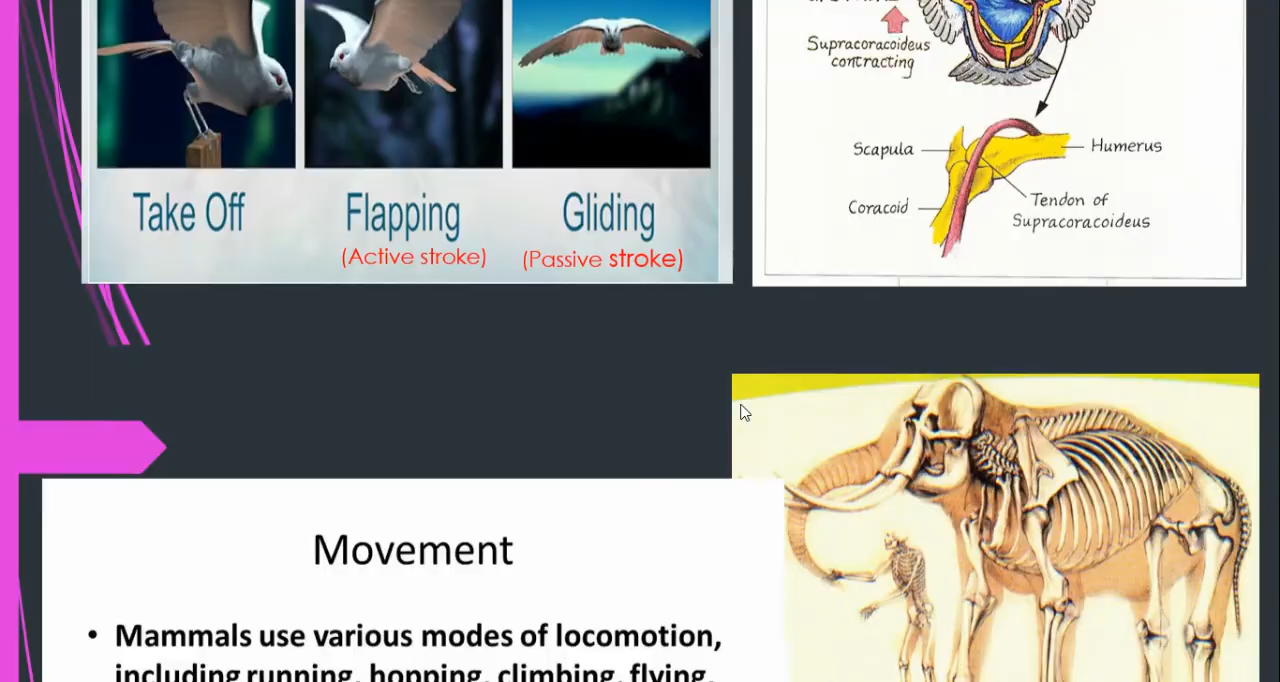 Take Off
Flapping
Gliding
(Active stroke)
(Passive stroke)
Supracoracoideus
contracting
Scapula
Humerus
Tendon of
Supracoracoideus
Coracoid
Movement
• Mammals use various modes of locomotion,
including running, hopping, climbing, flying,